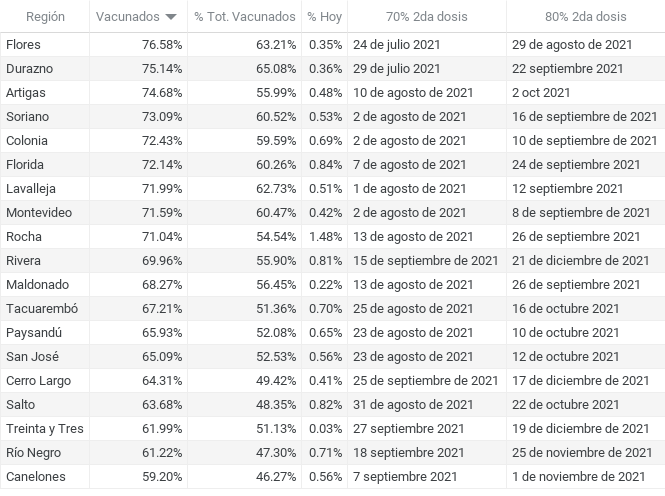 Región Vacunados % Tot. Vacunados % Hoy 70% 2da dosis 80% 2da dosis
Flores 76.58% 63.21% 0.35% 24 de julio 2021 29 de agosto de 2021
Durazno 75.14% 65.08% 0.36% 29 de julio 2021 22 septiembre 2021
Artigas 74.68% 55.99% 0.48% 10 de agosto de 2021 2 oct 2021
Soriano 73.09% 60.52% 0.53% 2 de agosto de 2021 16 de septiembre de 2021
Colonia 72.43% 59.59% 0.69% 2 de agosto de 2021 10 de septiembre de 2021
Florida 72.14% 60.26% 0.84% 7 de agosto de 2021 24 de septiembre 2021
Lavalleja 71.99% 62.73% 0.51% 1 de agosto de 2021 12 septiembre 2021
Montevideo 71.59% 60.47% 0.42% 2 de agosto de 2021 8 de septiembre de 2021
Rocha 71.04% 54.54% 1.48% 13 de agosto de 2021 26 de septiembre 2021
Rivera 69.96% 55.90% 0.81% 15 de septiembre de 2021 21 de diciembre de 2021
Maldonado 68.27% 56.45% 0.22% 13 de agosto de 2021 26 de septiembre 2021
Tacuarembó 67.21% 51.36% 0.70% 25 de agosto de 2021 16 de octubre 2021
Paysandú 65.93% 52.08% 0.65% 23 de agosto de 2021 10 de octubre 2021
San José 65.09% 52.53% 0.56% 23 de agosto de 2021 12 de octubre 2021
Cerro Largo 64.31% 49.42% 0.41% 25 de septiembre de 2021 17 de diciembre de 2021
Salto 63.68% 48.35% 0.82% 31 de agosto de 2021 22 de octubre 2021
Treinta y Tres 61.99% 51.13% 0.03% 27 septiembre 2021 19 de diciembre de 2021
Río Negro 61.22% 47.30% 0.71% 18 septiembre 2021 25 de noviembre de 2021
Canelones 59.20% 46.27% 0.56% 7 septiembre 2021 1 de noviembre de 2021